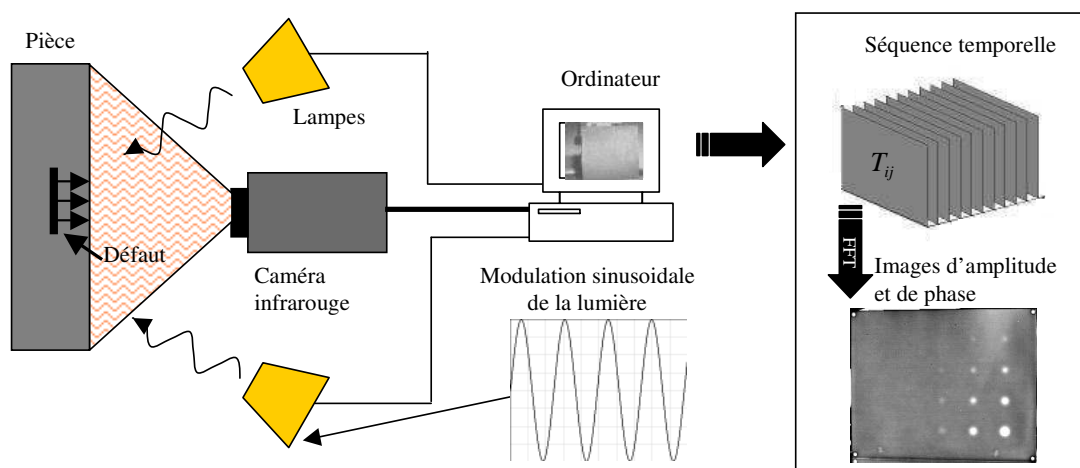 Pièce
Lampes
Ordinateur
Défaut
Caméra
infrarouge
Modulation sinusoidale
de la lumière
Séquence temporelle
T_ij
FFT
Images d’amplitude
et de phase